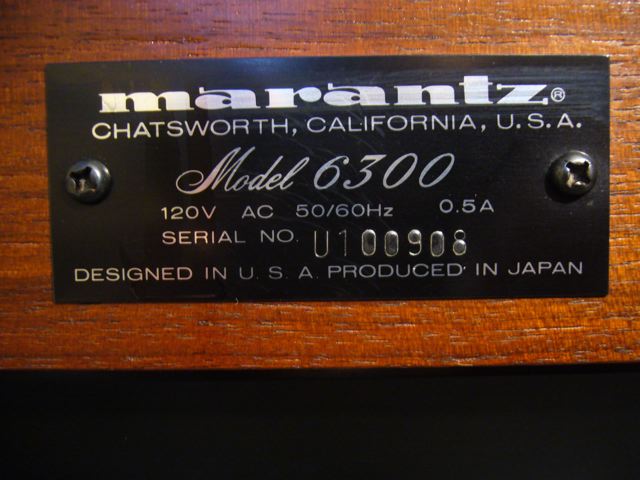 marantz®
CHATSWORTH, CALIFORNIA, U.S.A.
Model 6300
120V AC 50/60Hz 0.5A
SERIAL NO. U100908
DESIGNED IN U.S.A. PRODUCED IN JAPAN